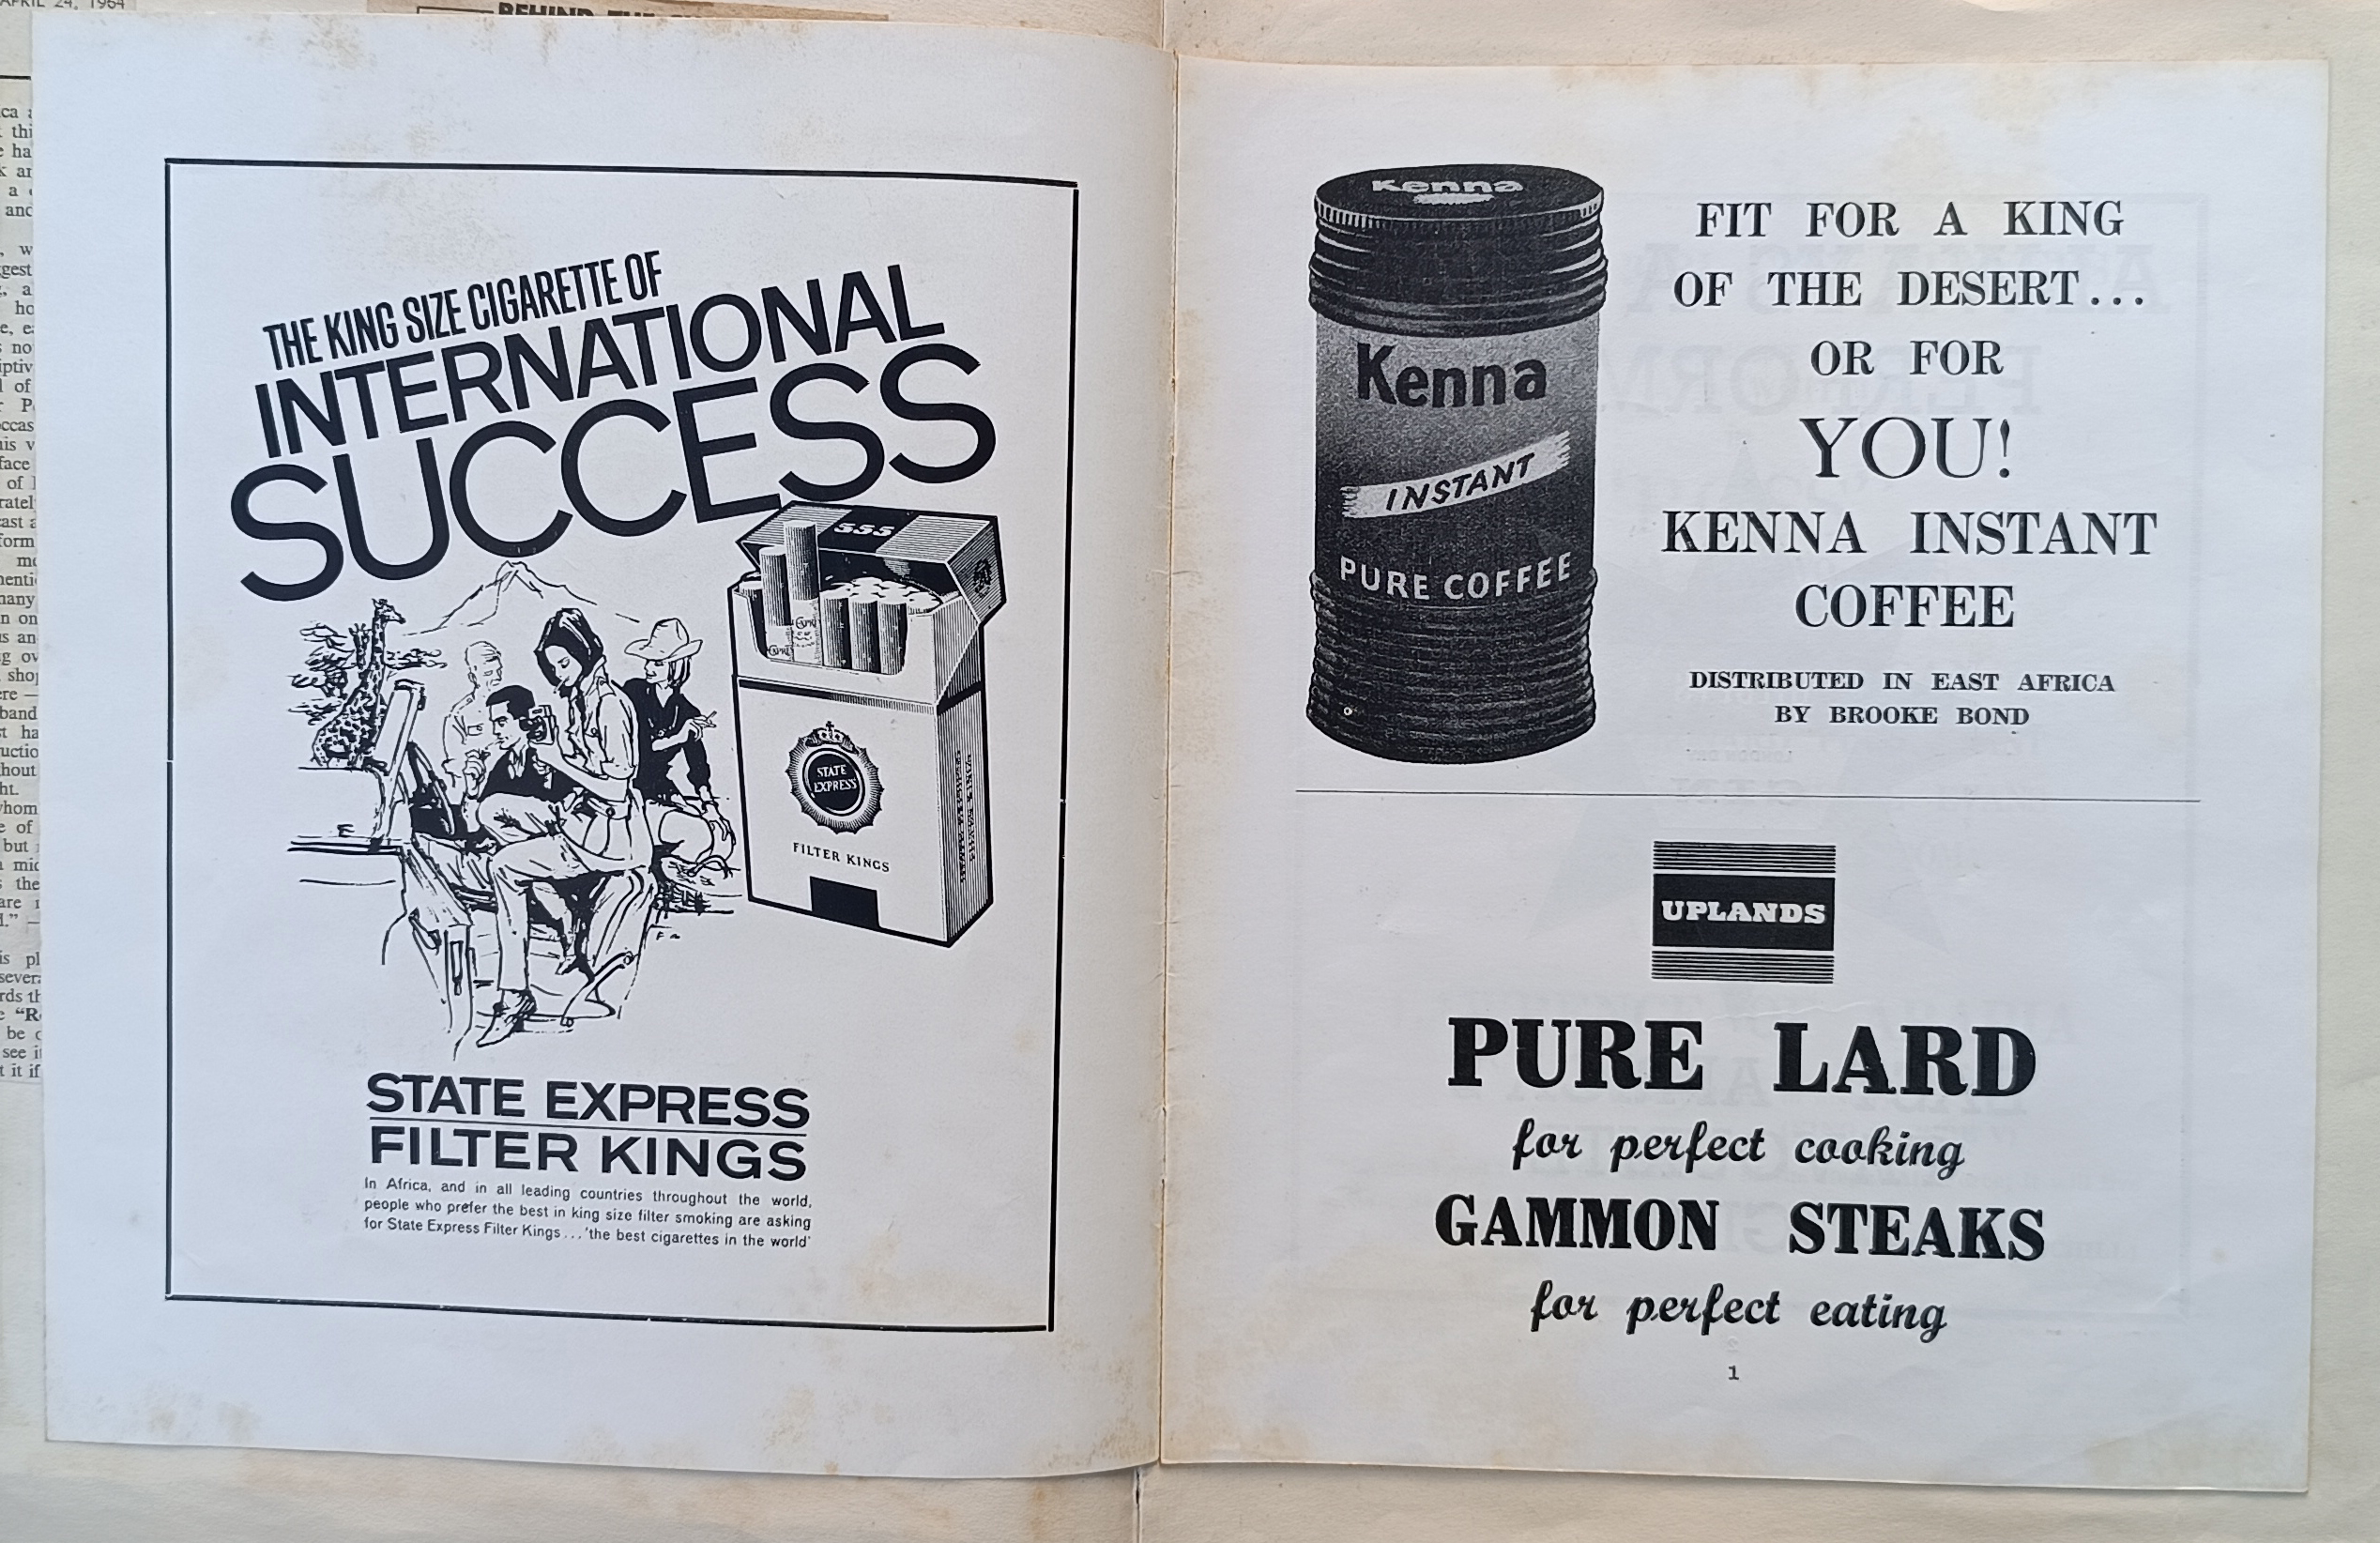 APRIL 24, 1964
THE KING SIZE CIGARETTE OF
INTERNATIONAL
SUCCESS
555
STATE
EXPRESS
FILTER KINGS
STATE EXPRESS
FILTER KINGS
STATE EXPRESS
FILTER KINGS
In Africa, and in all leading countries throughout the world,
people who prefer the best in king size filter smoking are asking
for State Express Filter Kings...'the best cigarettes in the world'
Kenna
Kenna
INSTANT
PURE COFFEE
FIT FOR A KING
OF THE DESERT...
OR FOR
YOU!
KENNA INSTANT
COFFEE
DISTRIBUTED IN EAST AFRICA
BY BROOKE BOND
UPLANDS
PURE LARD
for perfect cooking
GAMMON STEAKS
for perfect eating
1